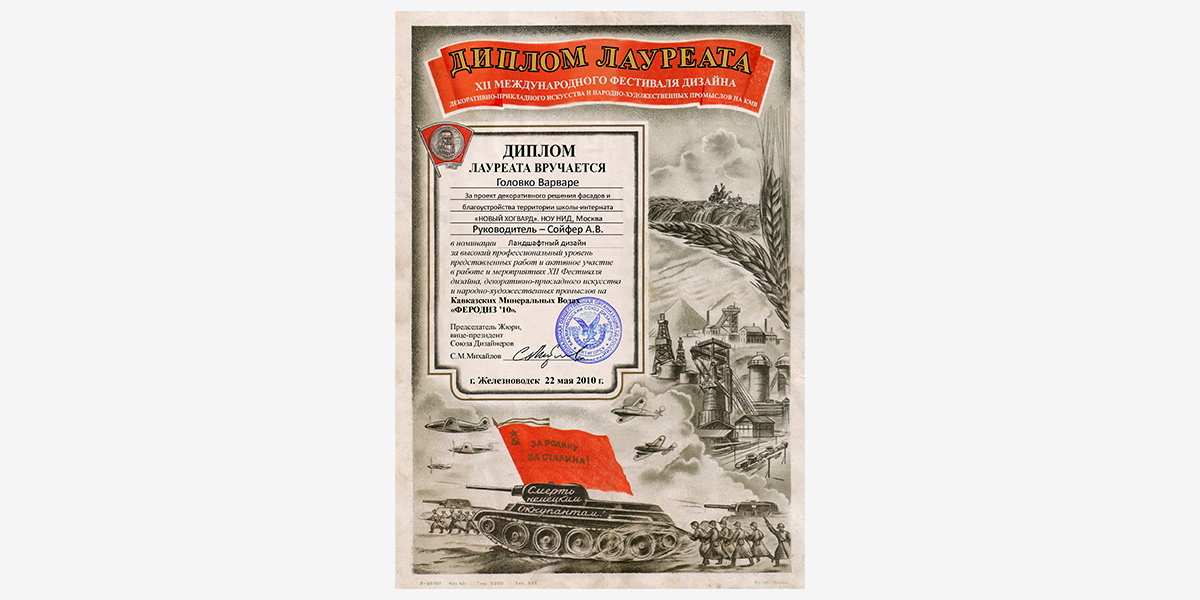 ДИПЛОМ ЛАУРЕАТА
XII МЕЖДУНАРОДНОГО ФЕСТИВАЛЯ ДИЗАЙНА
ДЕКОРАТИВНО-ПРИКЛАДНОГО ИСКУССТВА И НАРОДНО-ХУДОЖЕСТВЕННЫХ ПРОМЫСЛОВ НА КМВ
ДИПЛОМ
ЛАУРЕАТА ВРУЧАЕТСЯ
Головко Варваре
За проект декоративного решения фасадов и
благоустройства территории школы-интерната
«НОВЫЙ ХОГВАРД». НОУ НИД, Москва
Руководитель – Сойфер А.В.
в номинации Ландшафтный дизайн
за высокий профессиональный уровень
представленных работ и активное участие
в работе и мероприятиях XII Фестиваля
дизайна, декоративно-прикладного искусства
и народно-художественных промыслов на
Кавказских Минеральных Водах
«ФЕРОДИЗ '10».
Председатель Жюри,
вице-президент
Союза Дизайнеров
С.М.Михайлов
г. Железноводск 22 мая 2010 г.
ЗА РОДИНУ
ЗА СТАЛИНА!
Смерть
немецким
оккупантам!